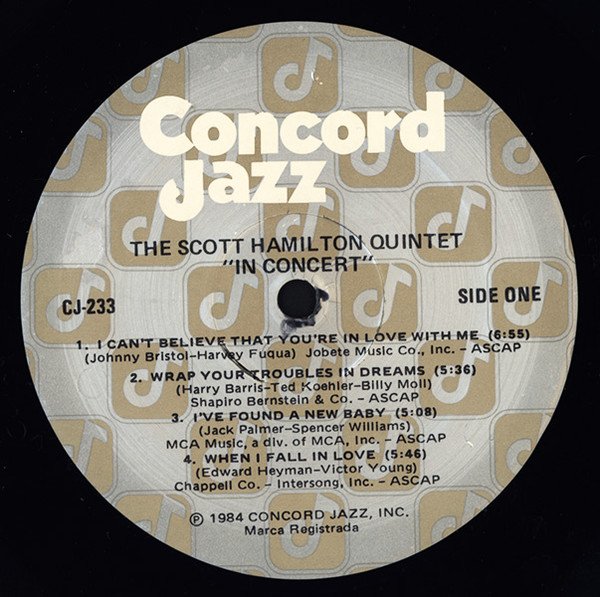 Concord
Jazz
THE SCOTT HAMILTON QUINTET
"IN CONCERT"
CJ-233
SIDE ONE
1. I CAN'T BELIEVE THAT YOU'RE IN LOVE WITH ME (6:55)
(Johnny Bristol-Harvey Fuqua) Jobete Music Co., Inc. – ASCAP
2. WRAP YOUR TROUBLES IN DREAMS (5:36)
(Harry Barris-Ted Koehler-Billy Moll)
Shapiro Bernstein & Co. – ASCAP
3. I'VE FOUND A NEW BABY (5:08)
(Jack Palmer-Spencer Williams)
MCA Music, a div. of MCA, Inc. – ASCAP
4. WHEN I FALL IN LOVE (5:46)
(Edward Heyman-Victor Young)
Chappell Co. – Intersong, Inc. – ASCAP
℗ 1984 CONCORD JAZZ, INC.
Marca Registrada